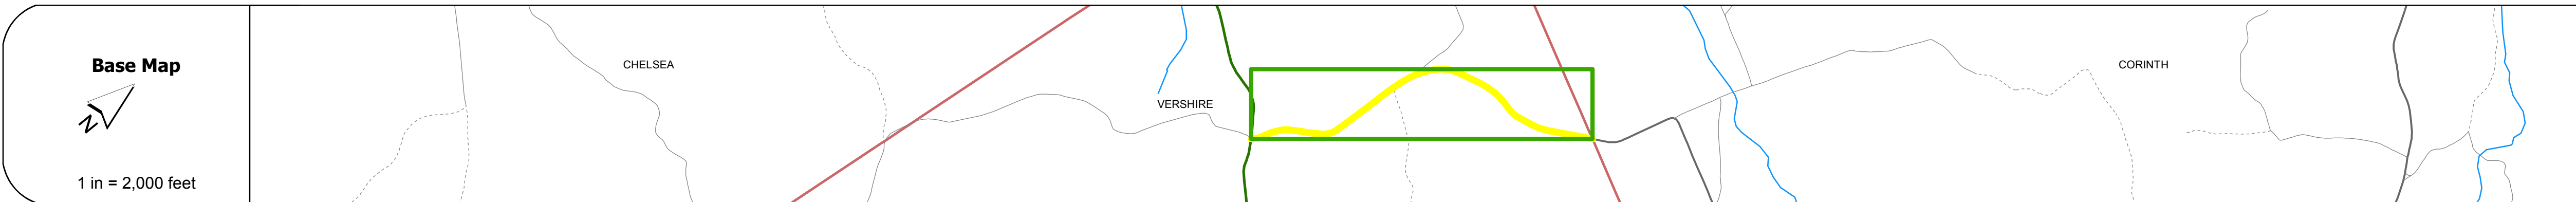 Base Map
N
1 in = 2,000 feet
CHELSEA
VERSHIRE
CORINTH